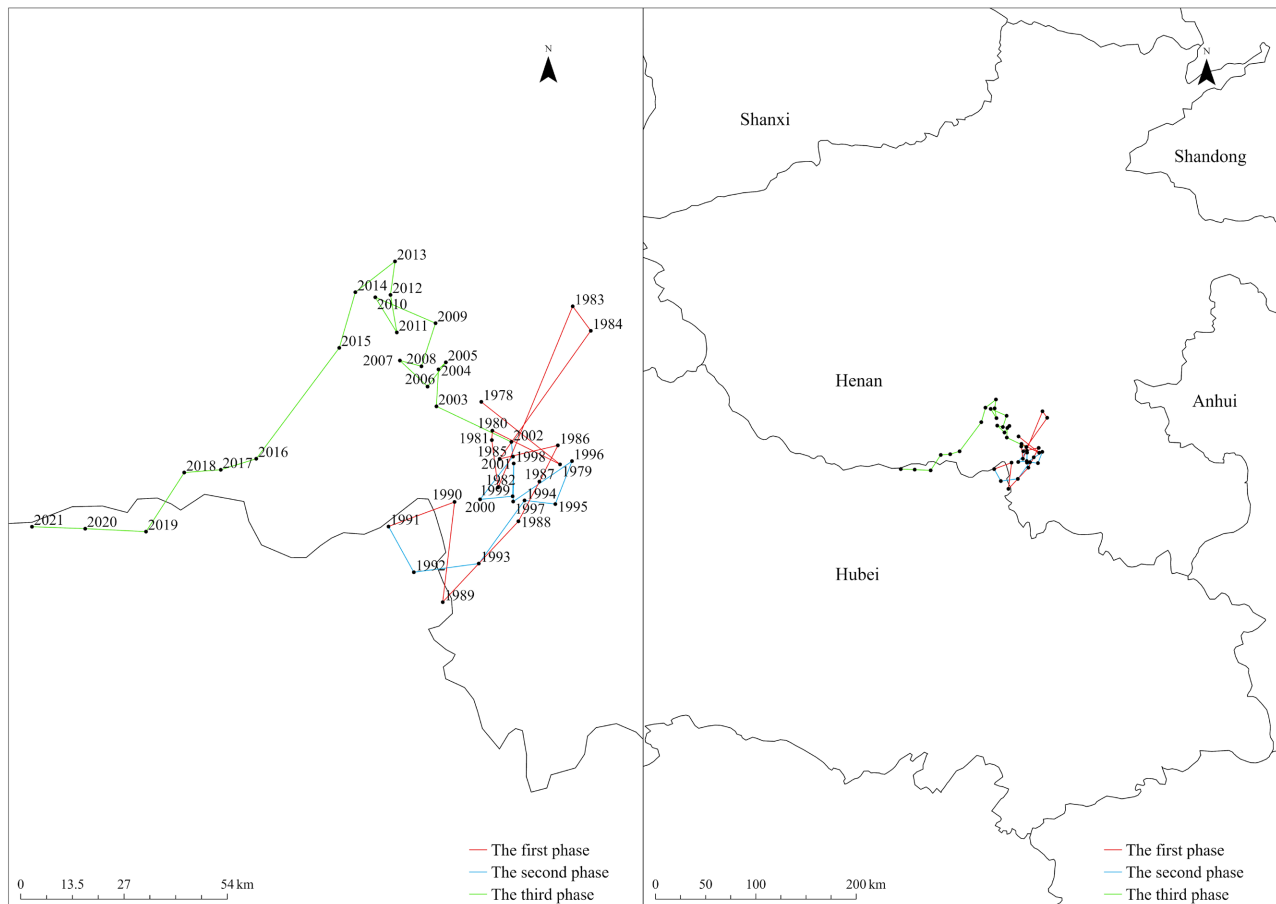 N
2013
2014
2012
2010
1983
2009
1984
2011
2015
2007
2008
2005
2004
2006
1978
2003
1980
1981
2002
1986
1985
1998
2016
2001
1996
2018
2017
1979
1987
1982
1999
1990
2000
1994
1995
1997
2021
2020
2019
1991
1988
1993
1992
1989
The first phase
The second phase
The third phase
0 13.5 27 54 km
N
Shanxi
Shandong
Henan
Anhui
Hubei
The first phase
The second phase
The third phase
0 50 100 200 km